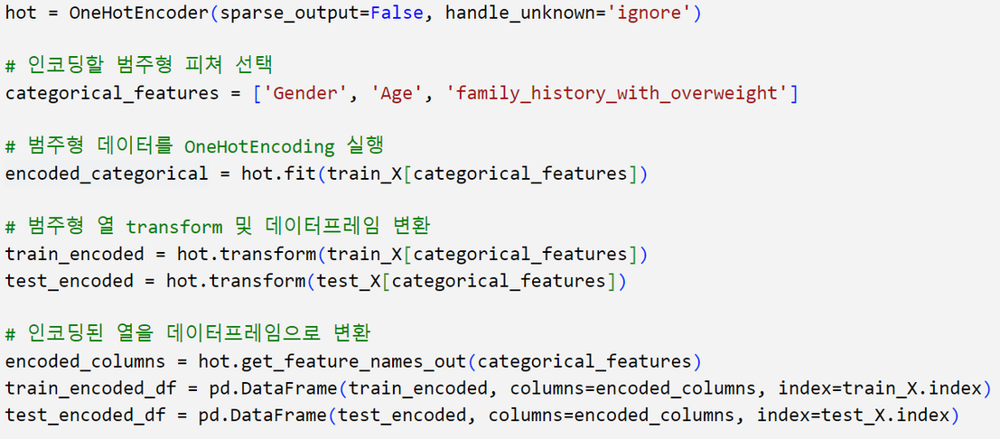 hot = OneHotEncoder(sparse_output=False, handle_unknown='ignore')
# 인코딩할 범주형 피쳐 선택
categorical_features = ['Gender', 'Age', 'family_history_with_overweight']
# 범주형 데이터를 OneHotEncoding 실행
encoded_categorical = hot.fit(train_X[categorical_features])
# 범주형 열 transform 및 데이터프레임 변환
train_encoded = hot.transform(train_X[categorical_features])
test_encoded = hot.transform(test_X[categorical_features])
# 인코딩된 열을 데이터프레임으로 변환
encoded_columns = hot.get_feature_names_out(categorical_features)
train_encoded_df = pd.DataFrame(train_encoded, columns=encoded_columns, index=train_X.index)
test_encoded_df = pd.DataFrame(test_encoded, columns=encoded_columns, index=test_X.index)